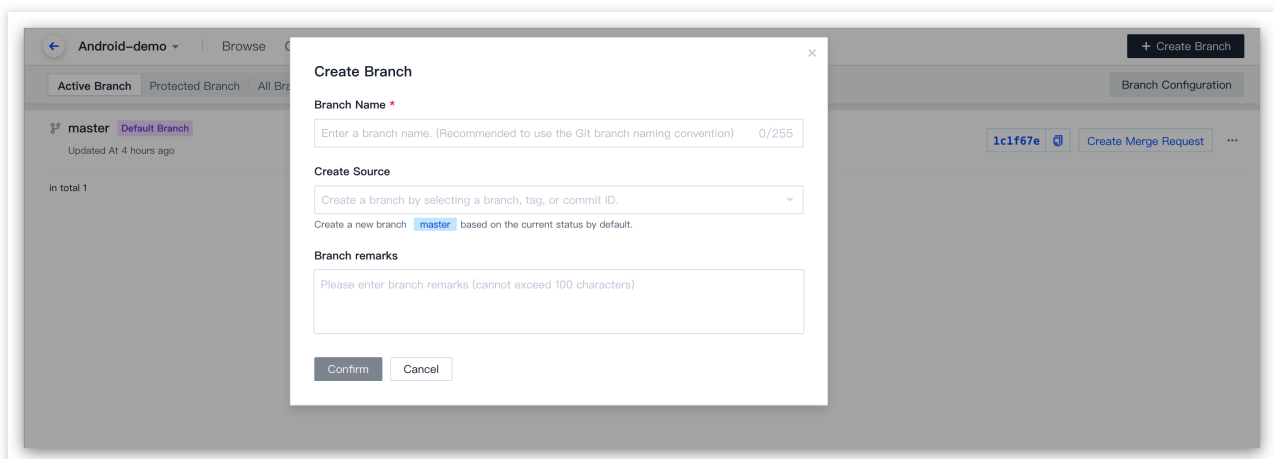 Android-demo
Browse
+ Create Branch
Active Branch
Protected Branch
All Bra
Branch Configuration
master Default Branch
Updated At 4 hours ago
1c1f67e
Create Merge Request
...
in total 1
Create Branch
Branch Name *
Enter a branch name. (Recommended to use the Git branch naming convention) 0/255
Create Source
Create a branch by selecting a branch, tag, or commit ID.
Create a new branch master based on the current status by default.
Branch remarks
Please enter branch remarks (cannot exceed 100 characters)
Confirm
Cancel